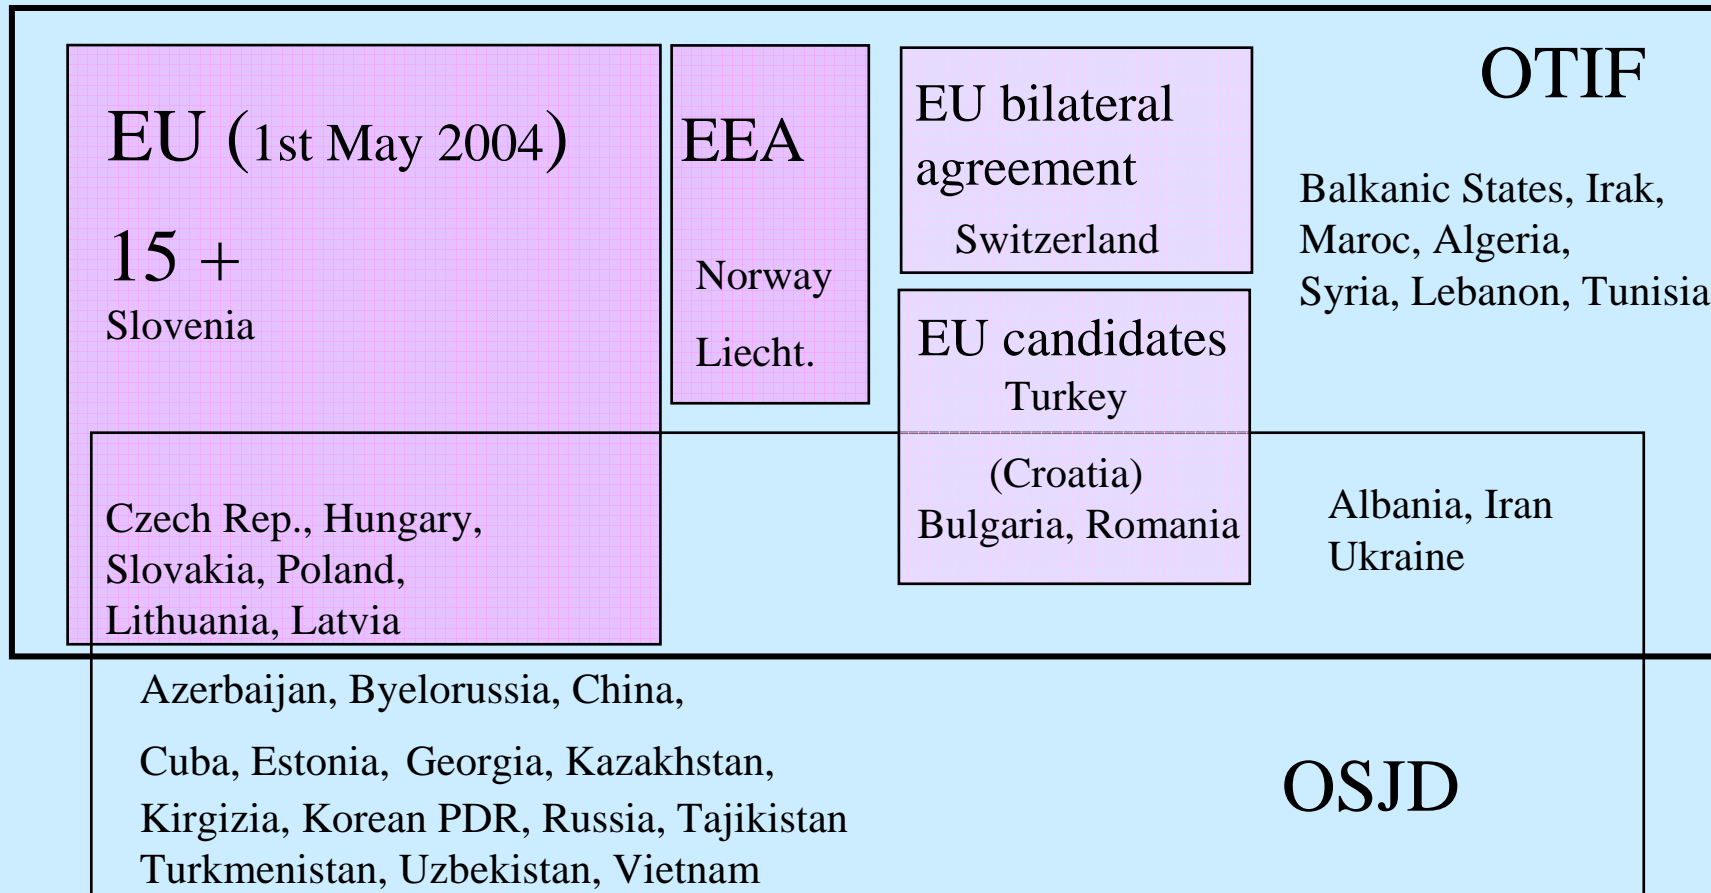 EU (1st May 2004)
15 +
Slovenia
Czech Rep., Hungary,
Slovakia, Poland,
Lithuania, Latvia
EEA
Norway
Liecht.
EU bilateral
agreement
Switzerland
EU candidates
Turkey
(Croatia)
Bulgaria, Romania
OTIF
Balkanic States, Irak,
Maroc, Algeria,
Syria, Lebanon, Tunisia
Albania, Iran
Ukraine
Azerbaijan, Byelorussia, China,
Cuba, Estonia, Georgia, Kazakhstan,
Kirgizia, Korean PDR, Russia, Tajikistan
Turkmenistan, Uzbekistan, Vietnam
OSJD